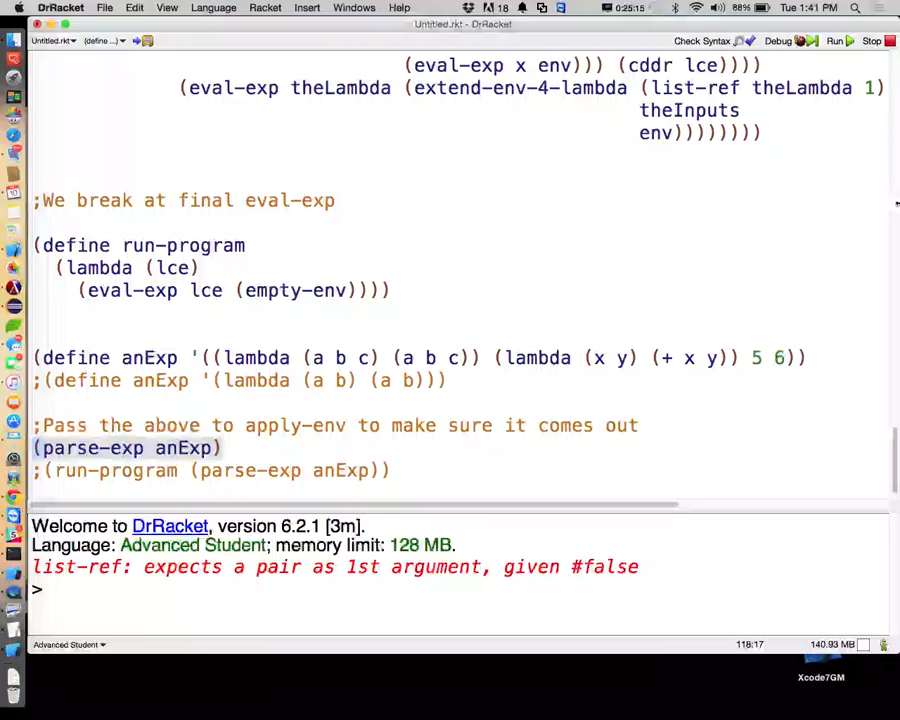 DrRacket File Edit View Language Racket Insert Windows Help 18 0:25:15 88% Tue 1:41 PM
Untitled.rkt - DrRacket
Untitled.rkt (define ...) Check Syntax Debug Run Stop
(eval-exp x env))) (cddr lce))))
(eval-exp theLambda (extend-env-4-lambda (list-ref theLambda 1)
theInputs
env))))))))
;We break at final eval-exp
(define run-program
(lambda (lce)
(eval-exp lce (empty-env))))
(define anExp '((lambda (a b c) (a b c)) (lambda (x y) (+ x y)) 5 6))
;(define anExp '(lambda (a b) (a b)))
;Pass the above to apply-env to make sure it comes out
(parse-exp anExp)
;(run-program (parse-exp anExp))
Welcome to DrRacket, version 6.2.1 [3m].
Language: Advanced Student; memory limit: 128 MB.
list-ref: expects a pair as 1st argument, given #false
>
Advanced Student 118:17 140.93 MB
Xcode7GM